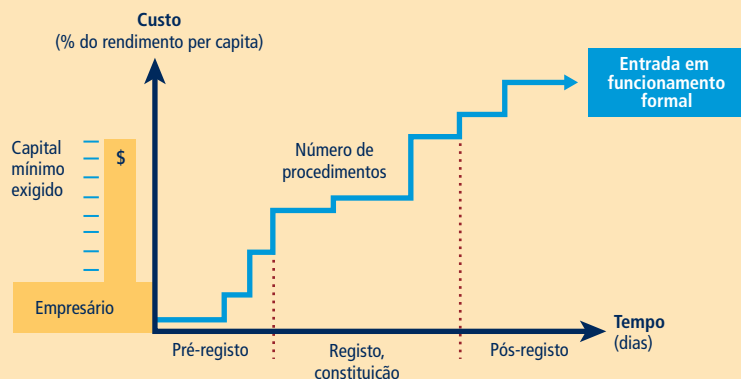 Custo
(% do rendimento per capita)
Entrada em
funcionamento
formal
Capital
mínimo
exigido
$
Número de
procedimentos
Empresário
Tempo
(dias)
Pré-registo
Registo,
constituição
Pós-registo